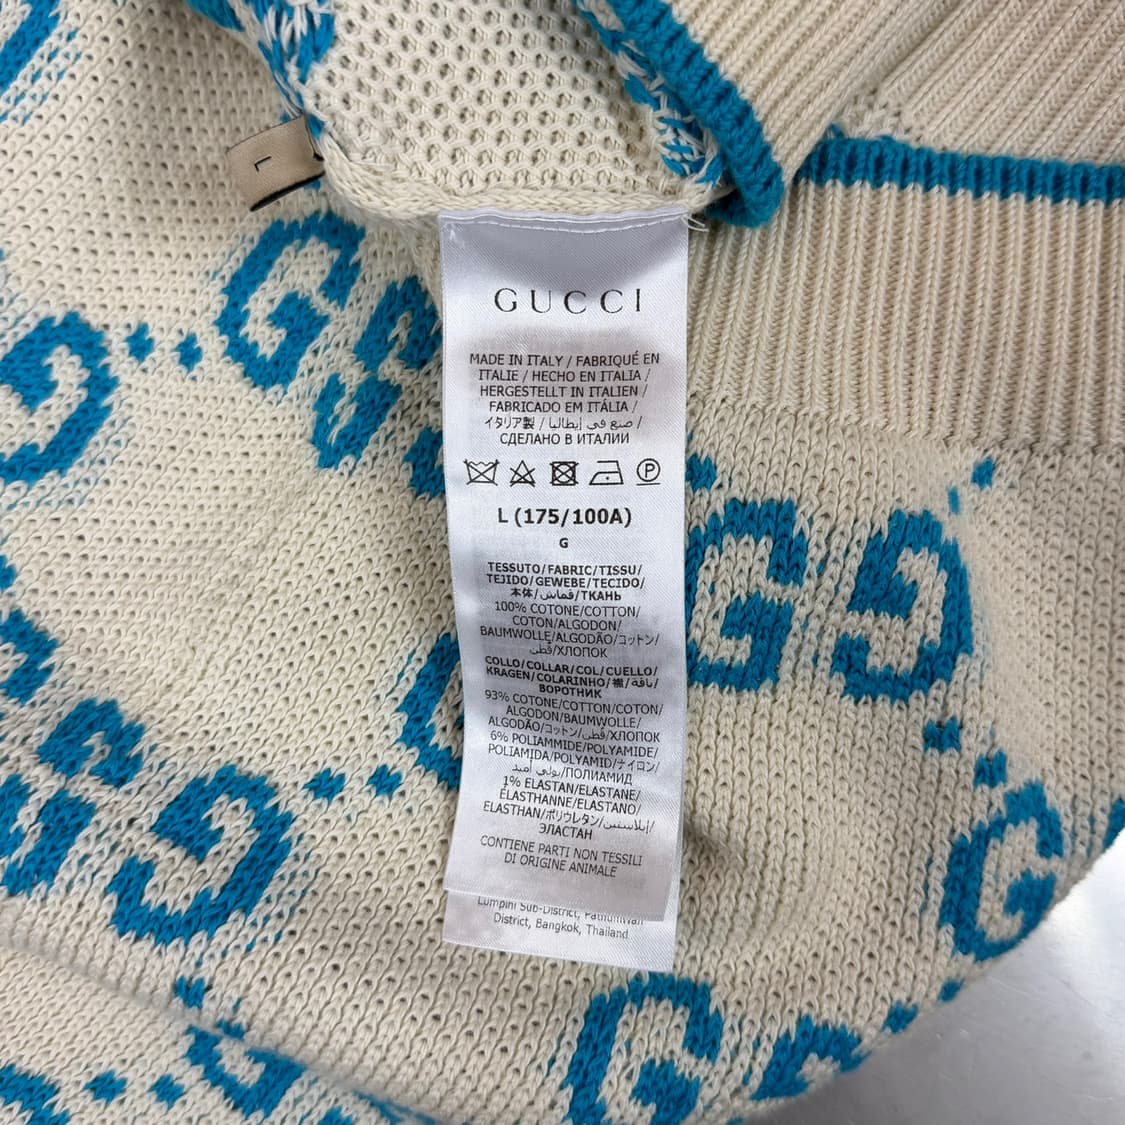 L
GUCCI
MADE IN ITALY / FABRIQUÉ EN
ITALIE / HECHO EN ITALIA /
HERGESTELLT IN ITALIEN /
FABRICADO EM ITÁLIA /
イタリア製 / صنع في إيطاليا /
СДЕЛАНО В ИТАЛИИ
P
L (175/100A)
G
TESSUTO/FABRIC/TISSU/
TEJIDO/GEWEBE/TECIDO/
本体/قماش/ТКАНЬ
100% COTONE/COTTON/
COTON/ALGODON/
BAUMWOLLE/ALGODÃO/コットン/
قطن/ХЛОПОК
COLLO/COLLAR/COL/CUELLO/
KRAGEN/COLARINHO/襟/ياقة/
ВОРОТНИК
93% COTONE/COTTON/COTON/
ALGODON/BAUMWOLLE/
ALGODÃO/コットン/قطن/ХЛОПОК
6% POLIAMMIDE/POLYAMIDE/
POLIAMIDA/POLYAMID/ナイロン/
بولي أميد/ПОЛИАМИД
1% ELASTAN/ELASTANE/
ÉLASTHANNE/ELASTANO/
ELASTHAN/ポリウレタン/إيلاستين/
ЭЛАСТАН
CONTIENE PARTI NON TESSILI
DI ORIGINE ANIMALE
Lumpini Sub-District, Pathumwan
District, Bangkok, Thailand